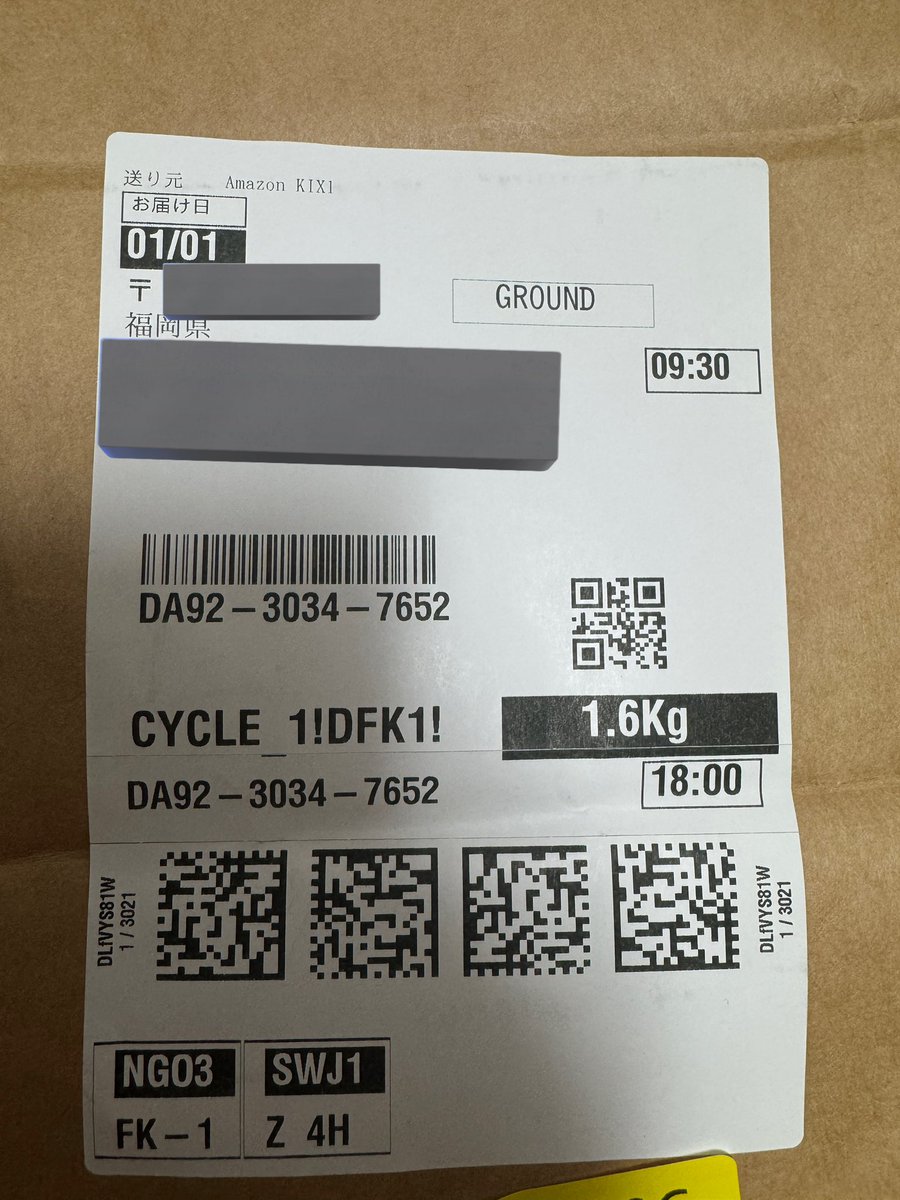 送り元 Amazon KIX1
お届け日
01/01
〒
福岡県
GROUND
09:30
DA92-3034-7652
CYCLE_1!DFK1!
1.6Kg
DA92-3034-7652
18:00
DLfVYS81W
1 / 3021
DLfVYS81W
1 / 3021
NGO3
FK-1
SWJ1
Z 4H